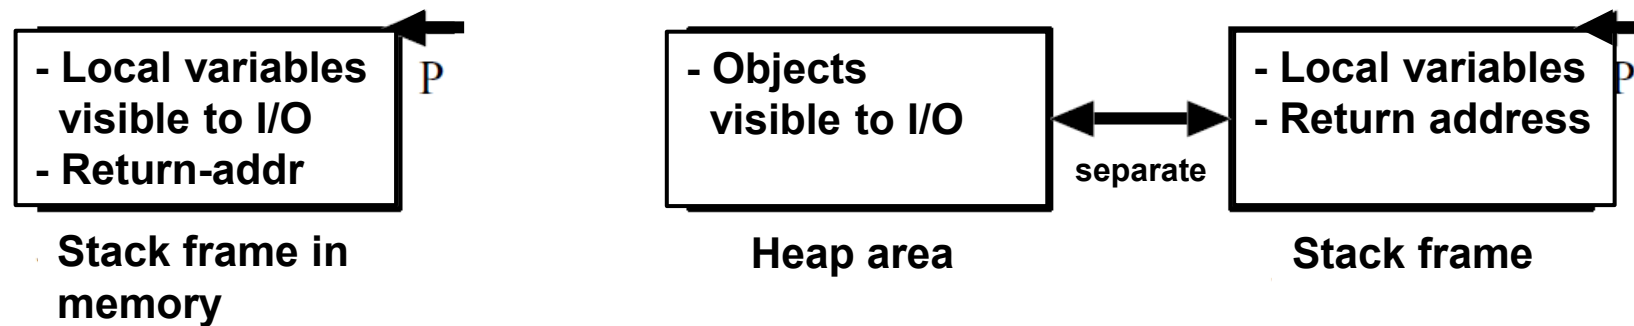 - Local variables
visible to I/O
- Return-addr
P
Stack frame in
memory
- Objects
visible to I/O
Heap area
separate
- Local variables
- Return address
P
Stack frame